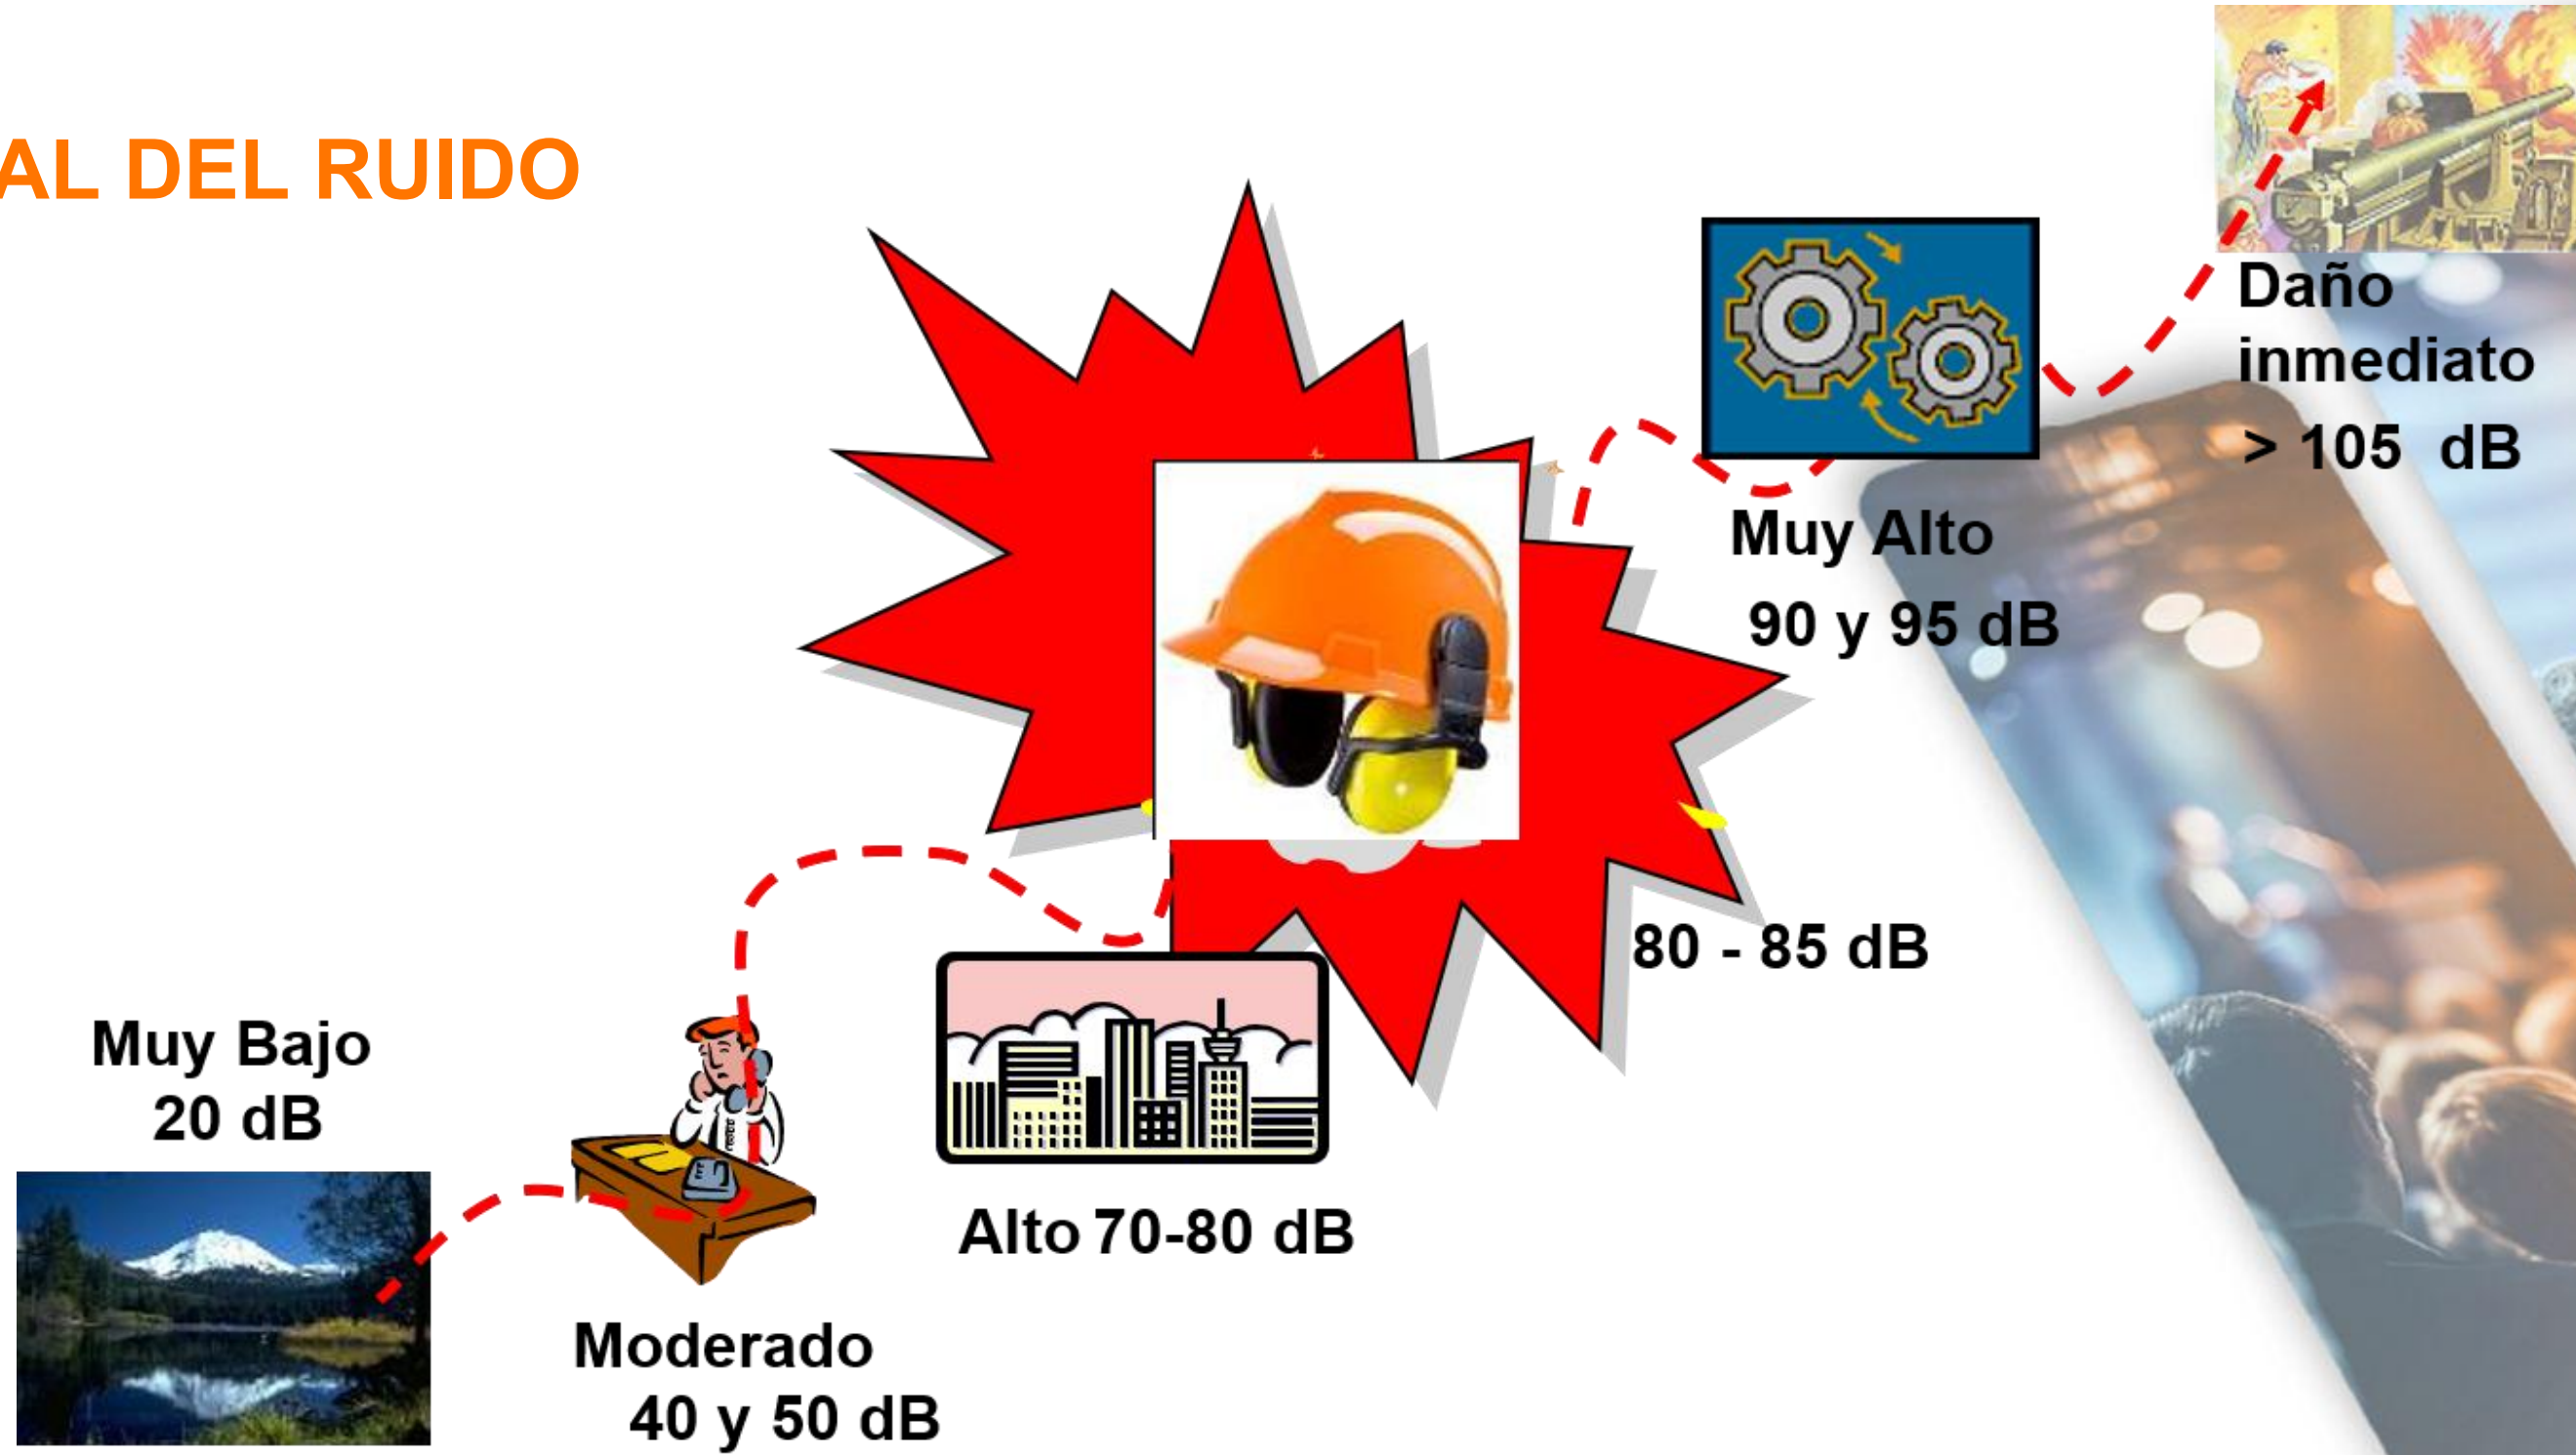 AL DEL RUIDO
Daño
inmediato
> 105 dB
Muy Alto
90 y 95 dB
80 - 85 dB
Muy Bajo
20 dB
Alto 70-80 dB
Moderado
40 y 50 dB